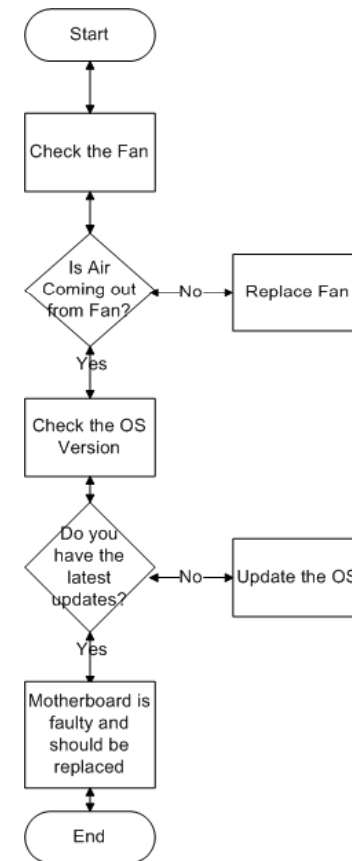 Start
Check the Fan
Is Air
Coming out
from Fan?
No
Replace Fan
Yes
Check the OS
Version
Do you
have the
latest
updates?
No
Update the OS
Yes
Motherboard is
faulty and
should be
replaced
End